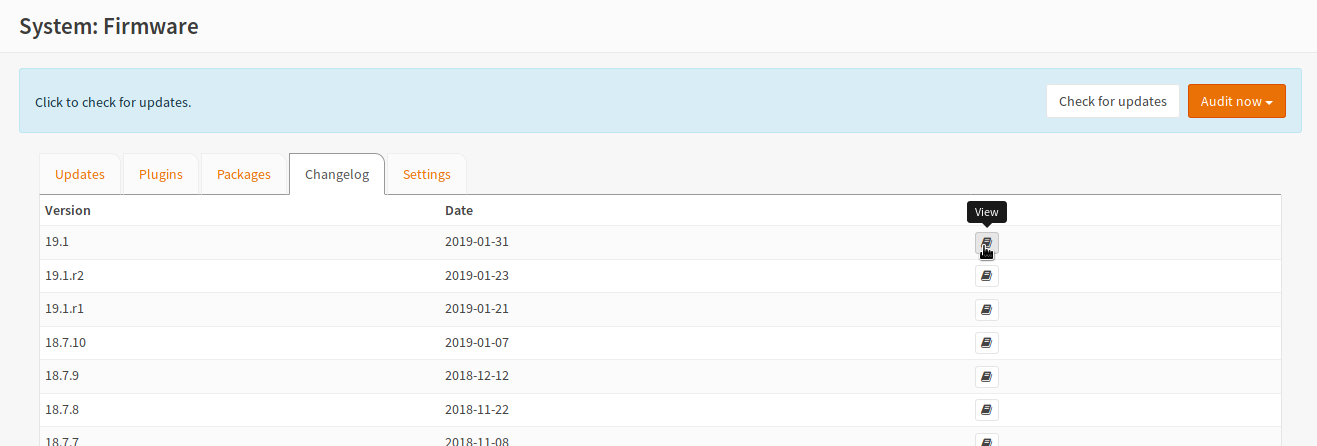 System: Firmware
Click to check for updates.
Check for updates
Audit now
Updates
Plugins
Packages
Changelog
Settings
Version Date
View
19.1 2019-01-31
19.1.r2 2019-01-23
19.1.r1 2019-01-21
18.7.10 2019-01-07
18.7.9 2018-12-12
18.7.8 2018-11-22
18.7.7 2018-11-08